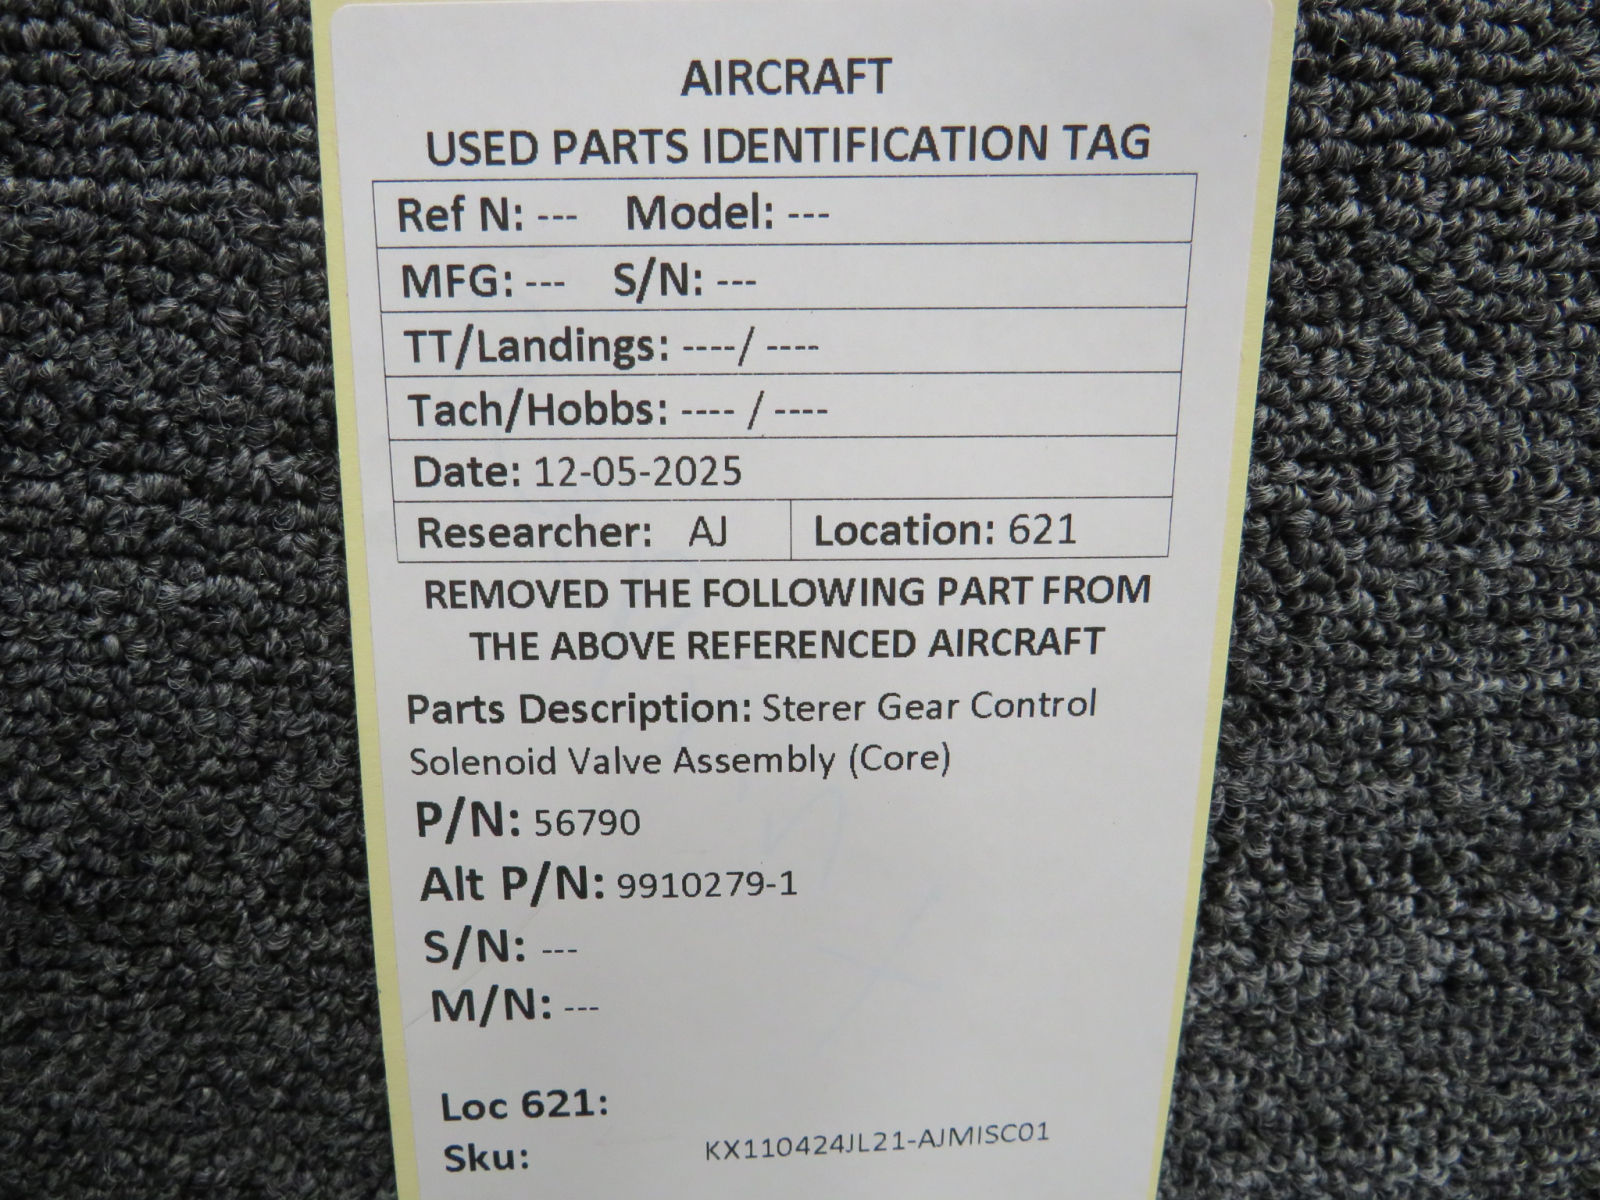 AIRCRAFT
USED PARTS IDENTIFICATION TAG
Ref N: --- Model: ---
MFG: --- S/N: ---
TT/Landings: ----/ ----
Tach/Hobbs: ---- / ----
Date: 12-05-2025
Researcher: AJ Location: 621
REMOVED THE FOLLOWING PART FROM
THE ABOVE REFERENCED AIRCRAFT
Parts Description: Sterer Gear Control
Solenoid Valve Assembly (Core)
P/N: 56790
Alt P/N: 9910279-1
S/N: ---
M/N: ---
Loc 621:
Sku: KX110424JL21-AJMISC01